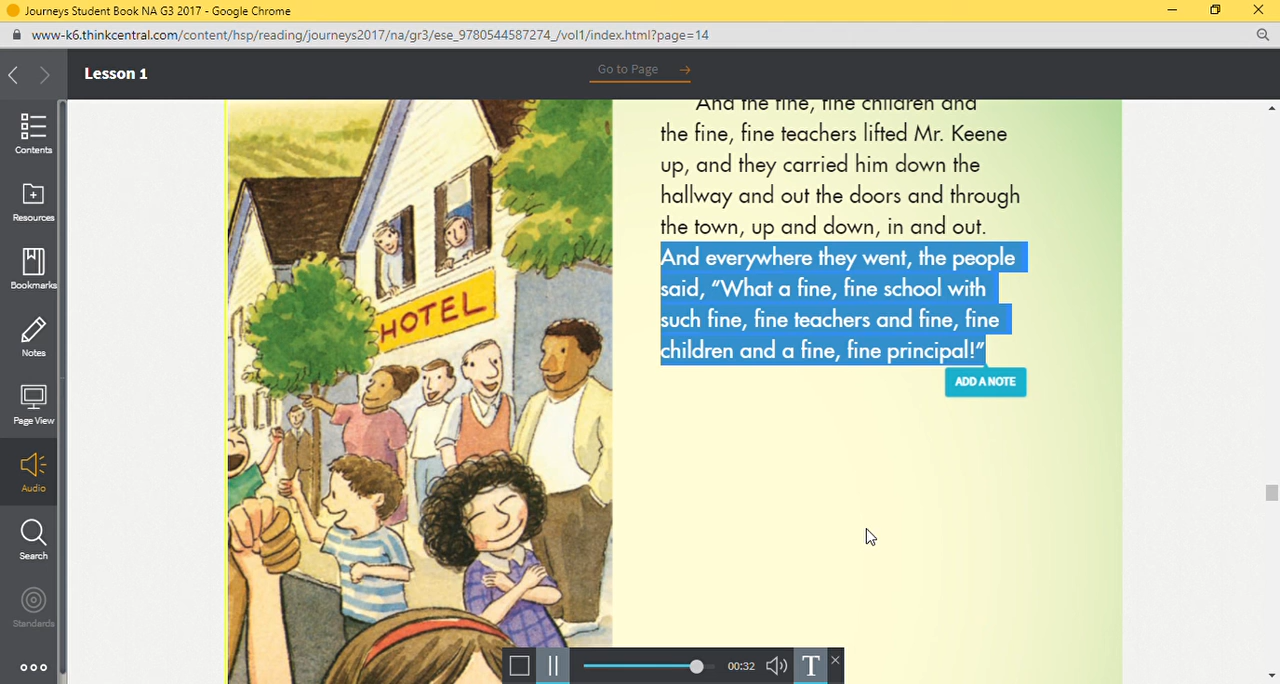 Journeys Student Book NA G3 2017 - Google Chrome
www-k6.thinkcentral.com/content/hsp/reading/journeys2017/na/gr3/ese_9780544587274_/vol1/index.html?page=14
Lesson 1
Go to Page →
Contents
Resources
Bookmarks
Notes
Page View
Audio
Search
Standards
And the fine, fine children and
the fine, fine teachers lifted Mr. Keene
up, and they carried him down the
hallway and out the doors and through
the town, up and down, in and out.
And everywhere they went, the people
said, “What a fine, fine school with
such fine, fine teachers and fine, fine
children and a fine, fine principal!”
ADD A NOTE
HOTEL
00:32
T